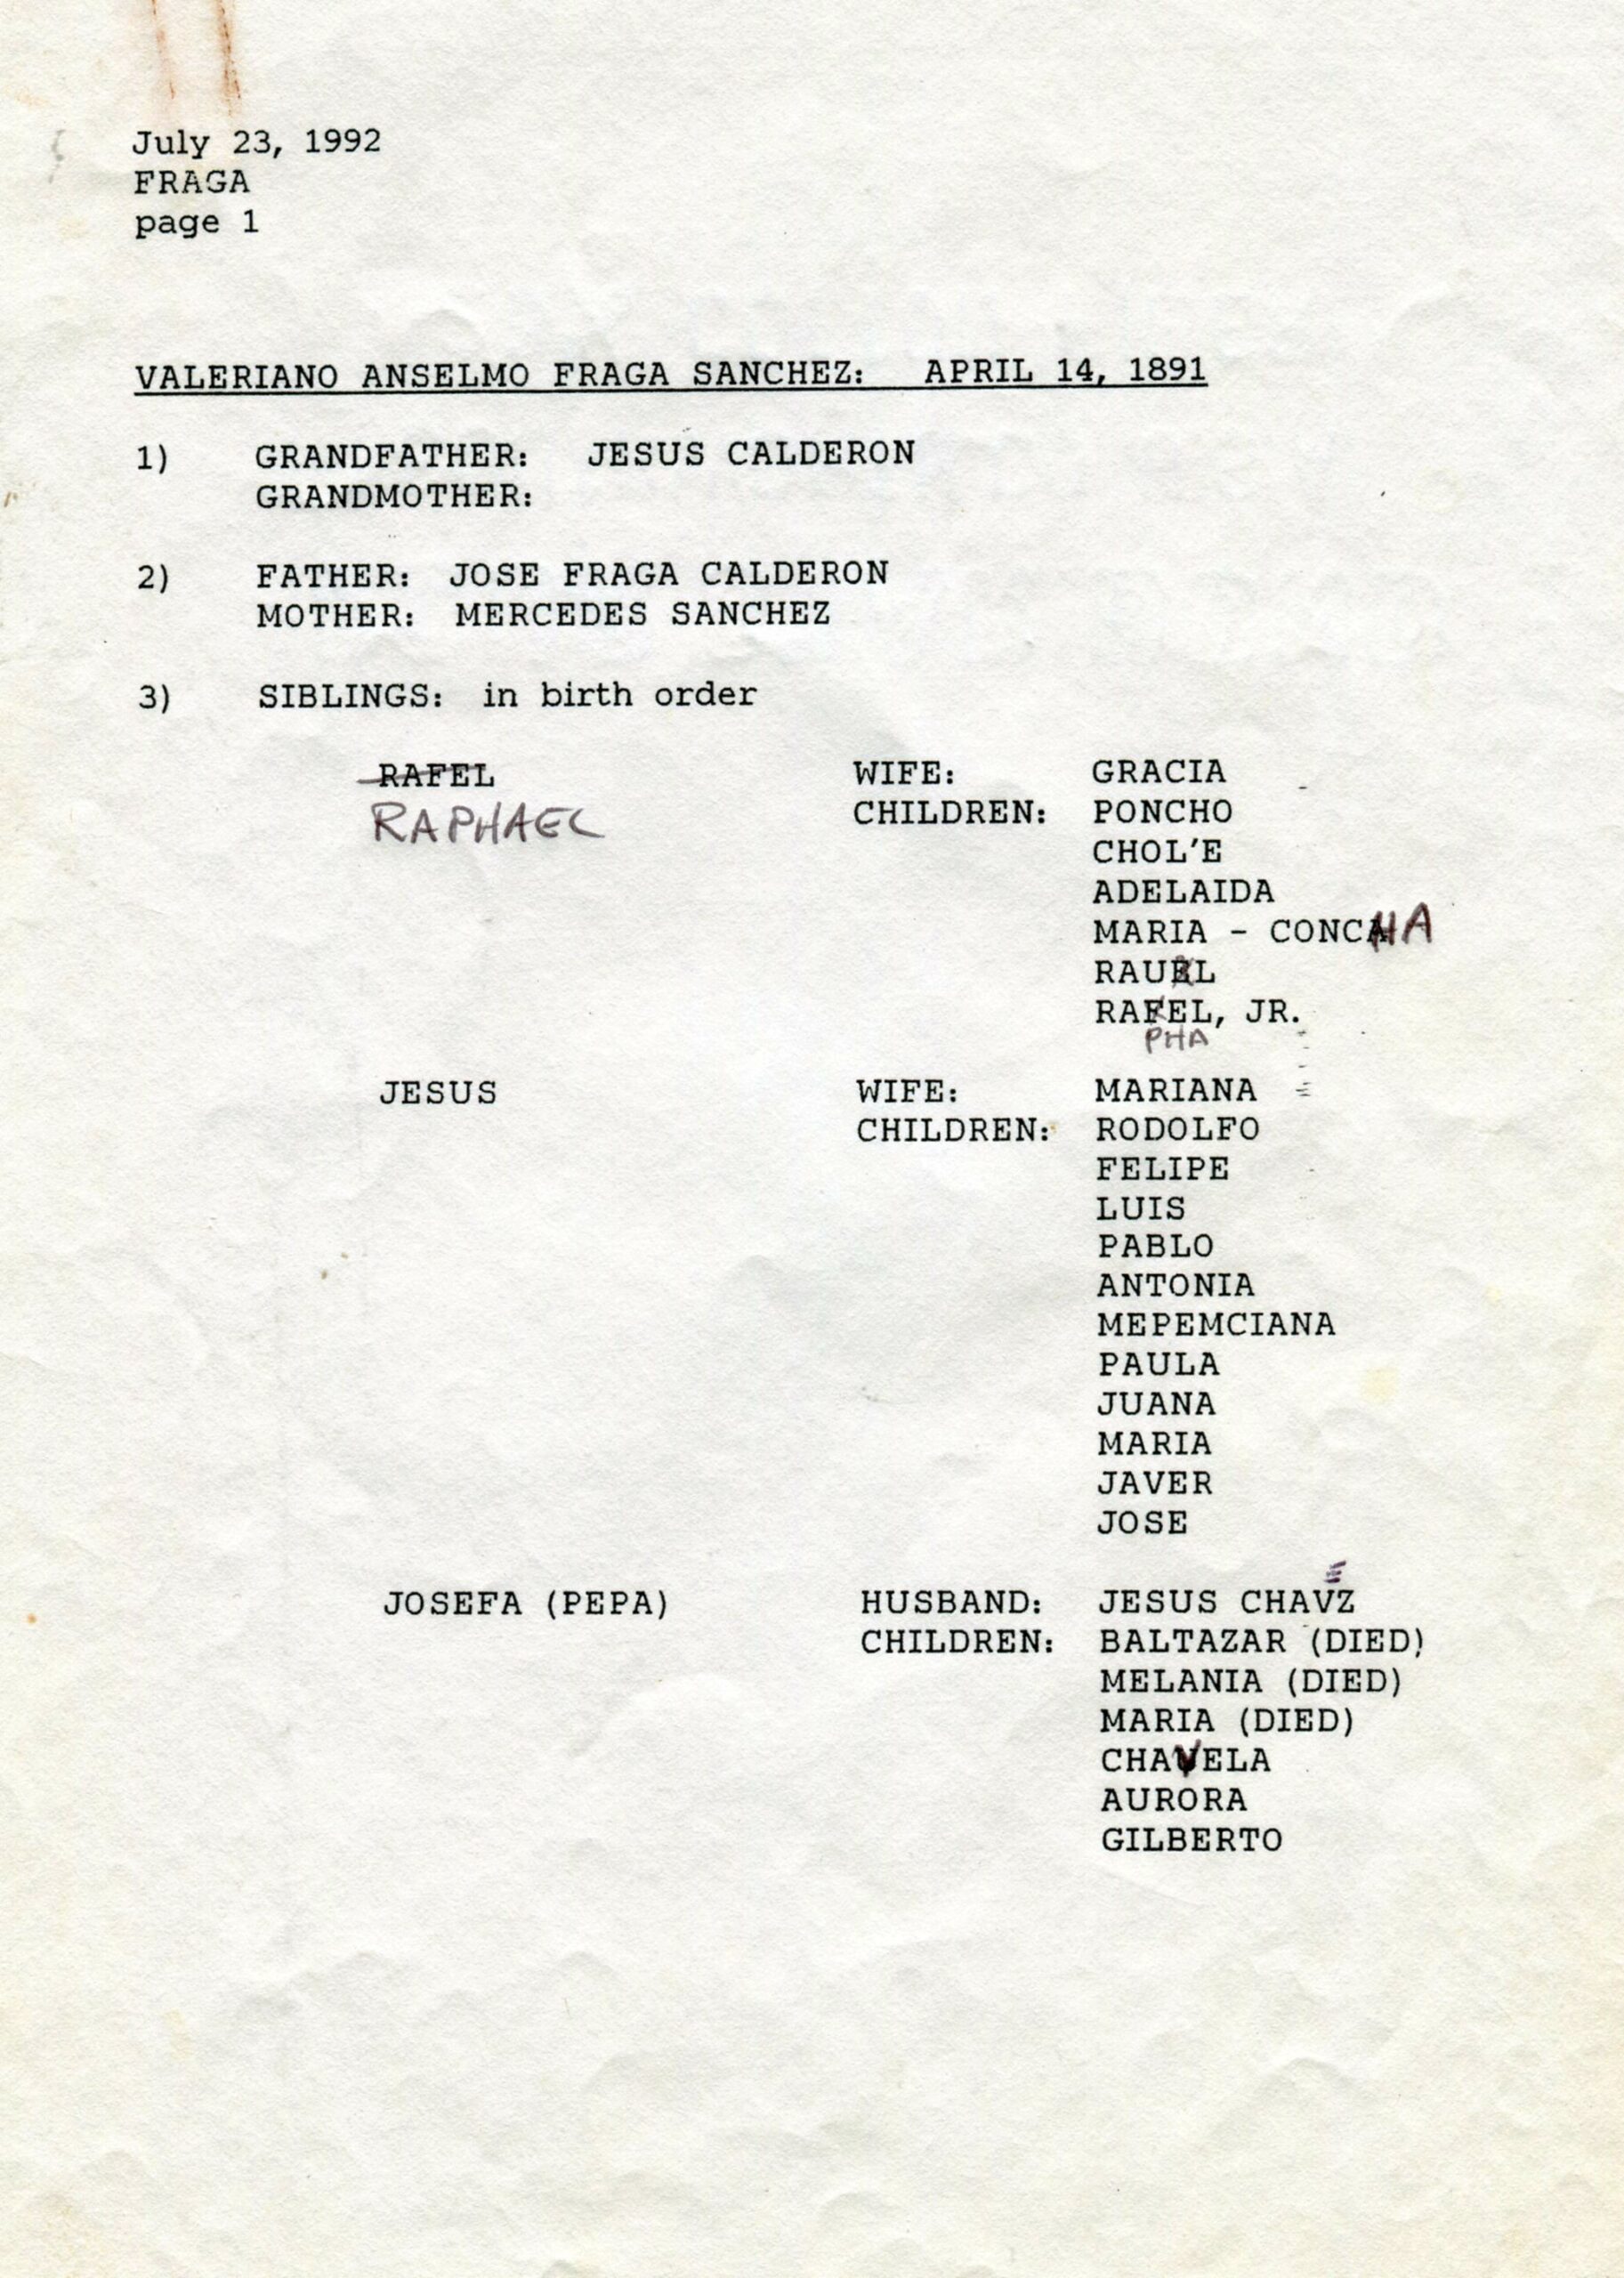 July 23, 1992
FRAGA
page 1
VALERIANO ANSELMO FRAGA SANCHEZ: APRIL 14, 1891
1) GRANDFATHER: JESUS CALDERON
GRANDMOTHER:
2) FATHER: JOSE FRAGA CALDERON
MOTHER: MERCEDES SANCHEZ
3) SIBLINGS: in birth order
RAFEL WIFE: GRACIA
RAPHAEL CHILDREN: PONCHO
CHOL'E
ADELAIDA
MARIA - CONCHA
RAUL
RAFEL, JR.
PHA
JESUS WIFE: MARIANA
CHILDREN: RODOLFO
FELIPE
LUIS
PABLO
ANTONIA
MEPEMCIANA
PAULA
JUANA
MARIA
JAVER
JOSE
E
JOSEFA (PEPA) HUSBAND: JESUS CHAVZ
CHILDREN: BALTAZAR (DIED)
MELANIA (DIED)
MARIA (DIED)
CHAVELA
AURORA
GILBERTO